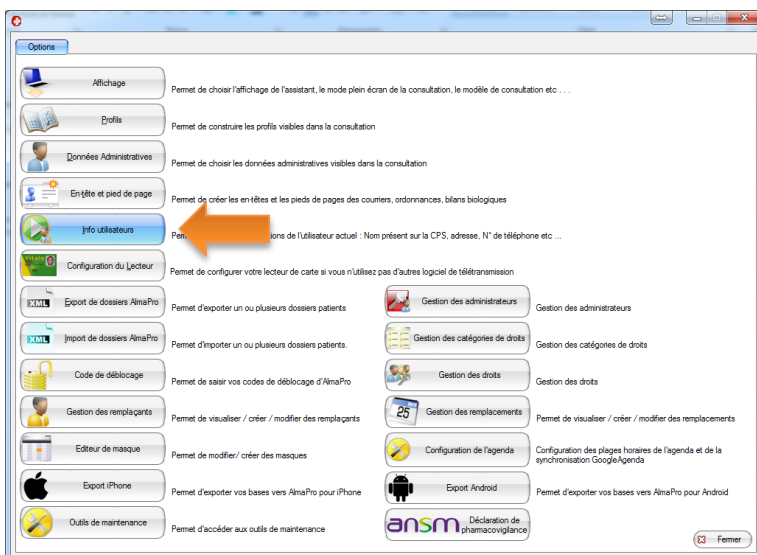 Options
Affichage
Permet de choisir l'affichage de l'assistant, le mode plein écran de la consultation, le modèle de consultation etc . . .
Profils
Permet de construire les profils visibles dans la consultation
Données Administratives
Permet de choisir les données administratives visibles dans la consultation
En-tête et pied de page
Permet de créer les en-têtes et les pieds de pages des courriers, ordonnances, bilans biologiques
Info utilisateurs
ions de l'utilisateur actuel : Nom présent sur la CPS, adresse, N° de téléphone etc ...
Vitale
Configuration du Lecteur
Permet de configurer votre lecteur de carte si vous n'utilisez pas d'autres logiciel de télétransmission
XML Export de dossiers AlmaPro
Permet d'exporter un ou plusieurs dossiers patients
Gestion des administrateurs
Gestion des administrateurs
XML Import de dossiers AlmaPro
Permet d'importer un ou plusieurs dossiers patients.
Gestion des catégories de droits
Gestion des catégories de droits
Code de déblocage
Permet de saisir vos codes de déblocage d'AlmaPro
Gestion des droits
Gestion des droits
Gestion des remplaçants
Permet de visualiser / créer / modifier des remplaçants
25 Gestion des remplacements
Permet de visualiser / créer / modifier des remplacements
Editeur de masque
Permet de modifier/ créer des masques
Configuration de l'agenda
Configuration des plages horaires de l'agenda et de la
synchronisation GoogleAgenda
Export iPhone
Permet d'exporter vos bases vers AlmaPro pour iPhone
Export Android
Permet d'exporter vos bases vers AlmaPro pour Android
Outils de maintenance
Permet d'accéder aux outils de maintenance
ansm Déclaration de
pharmacovigilance
Fermer